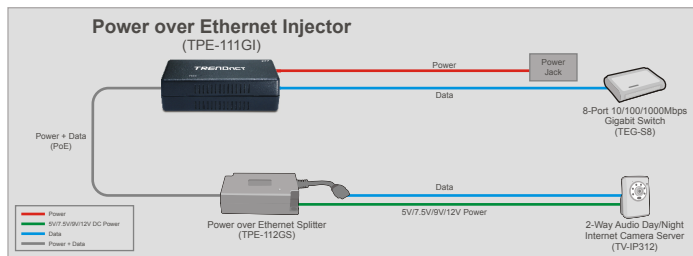 Power over Ethernet Injector
(TPE-111GI)
TRENDNET
Power
Power
Jack
Data
8-Port 10/100/1000Mbps
Gigabit Switch
(TEG-S8)
Power + Data
(PoE)
Data
5V/7.5V/9V/12V Power
Power over Ethernet Splitter
(TPE-112GS)
2-Way Audio Day/Night
Internet Camera Server
(TV-IP312)
Power
5V/7.5V/9V/12V DC Power
Data
Power + Data